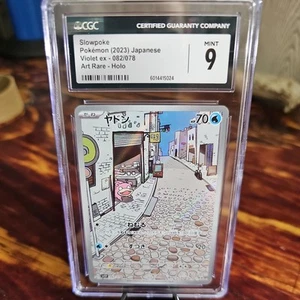 CGC
CERTIFIED GUARANTY COMPANY
Slowpoke
Pokémon (2023) Japanese
Violet ex - 082/078
Art Rare - Holo
MINT
9
6014415024
ヤドン
70